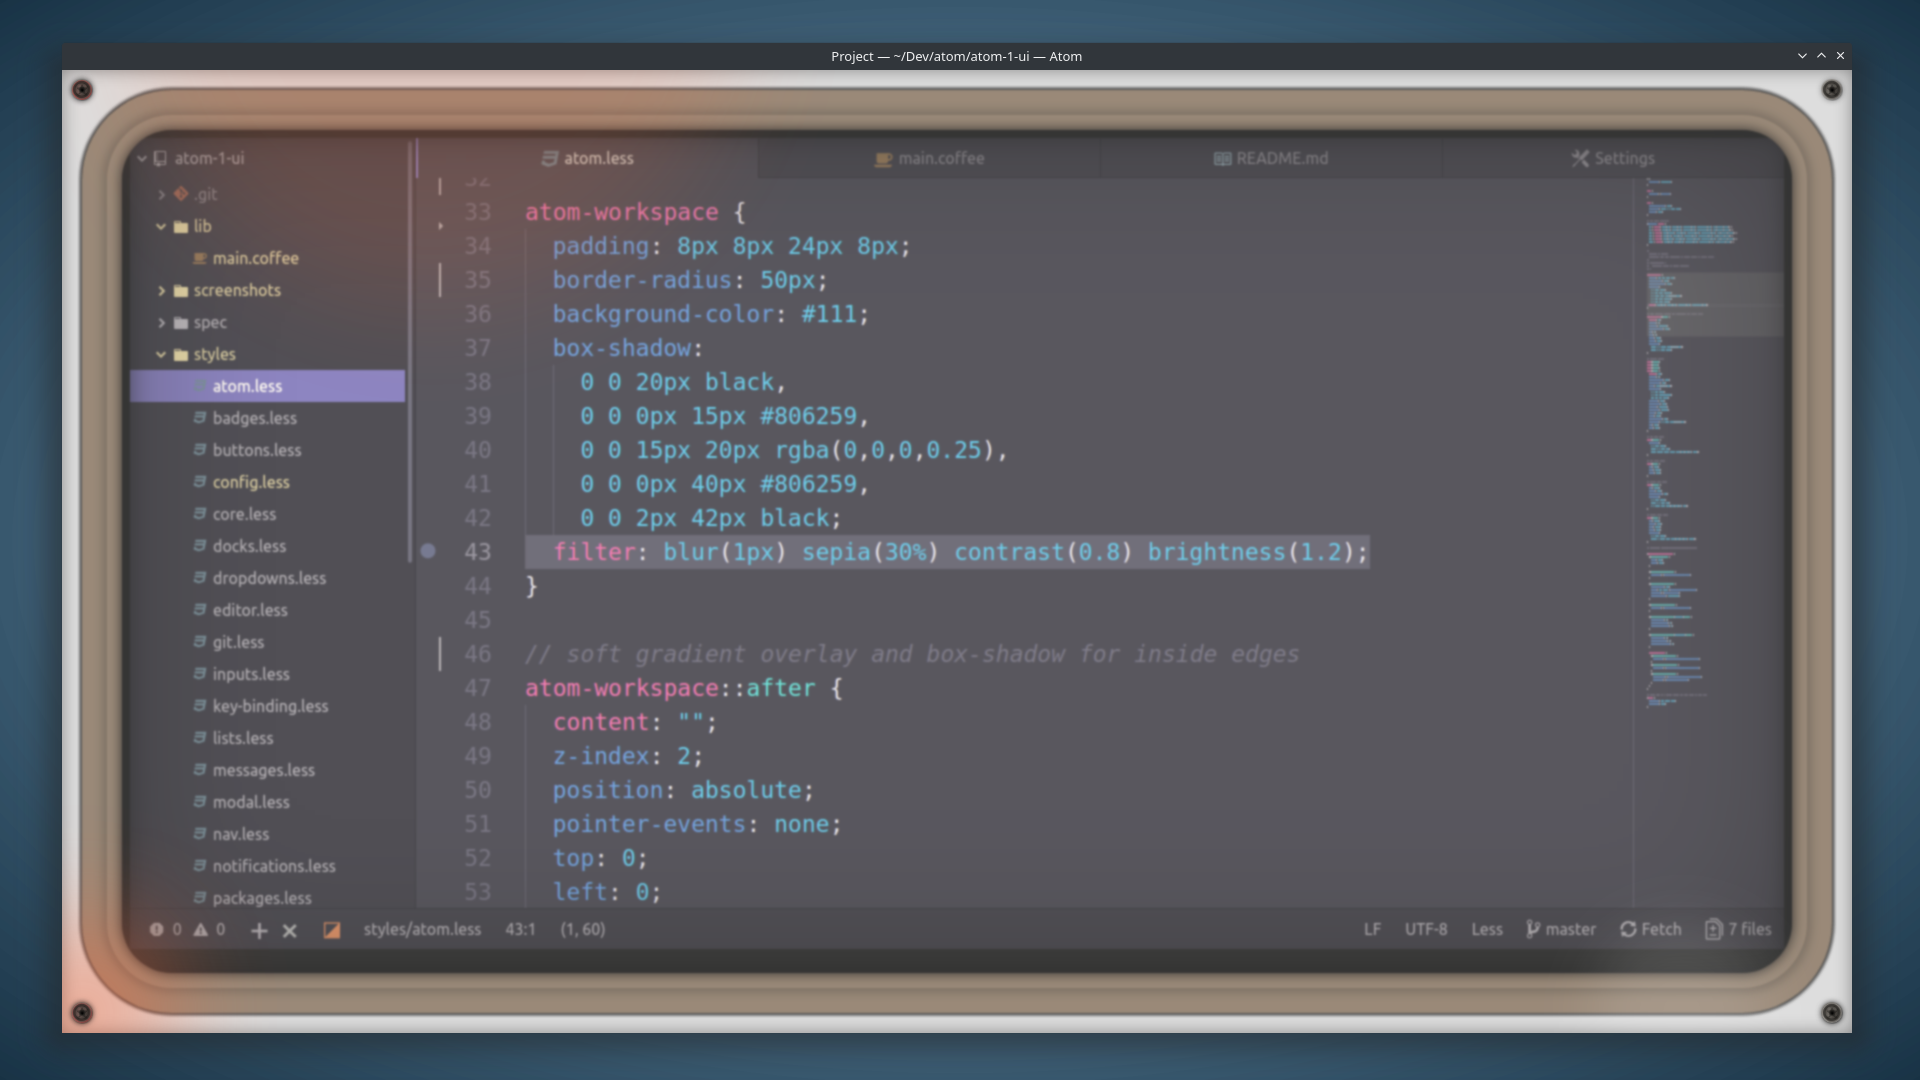 Project — ~/Dev/atom/atom-1-ui — Atom
atom-1-ui
.git
lib
main.coffee
screenshots
spec
styles
atom.less
badges.less
buttons.less
config.less
core.less
docks.less
dropdowns.less
editor.less
git.less
inputs.less
key-binding.less
lists.less
messages.less
modal.less
nav.less
notifications.less
packages.less
atom.less
main.coffee
README.md
Settings
32
33 atom-workspace {
34 padding: 8px 8px 24px 8px;
35 border-radius: 50px;
36 background-color: #111;
37 box-shadow:
38 0 0 20px black,
39 0 0 0px 15px #806259,
40 0 0 15px 20px rgba(0,0,0,0.25),
41 0 0 0px 40px #806259,
42 0 0 2px 42px black;
43 filter: blur(1px) sepia(30%) contrast(0.8) brightness(1.2);
44 }
45
46 // soft gradient overlay and box-shadow for inside edges
47 atom-workspace::after {
48 content: "";
49 z-index: 2;
50 position: absolute;
51 pointer-events: none;
52 top: 0;
53 left: 0;
0 0 styles/atom.less 43:1 (1, 60) LF UTF-8 Less master Fetch 7 files